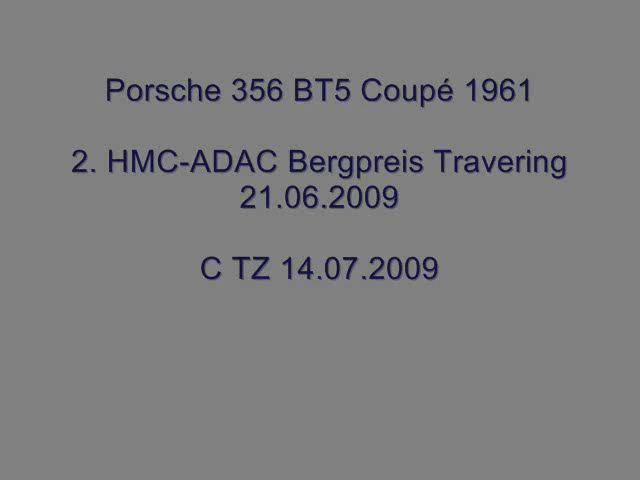 Porsche 356 BT5 Coupé 1961
2. HMC-ADAC Bergpreis Travering
21.06.2009
C TZ 14.07.2009